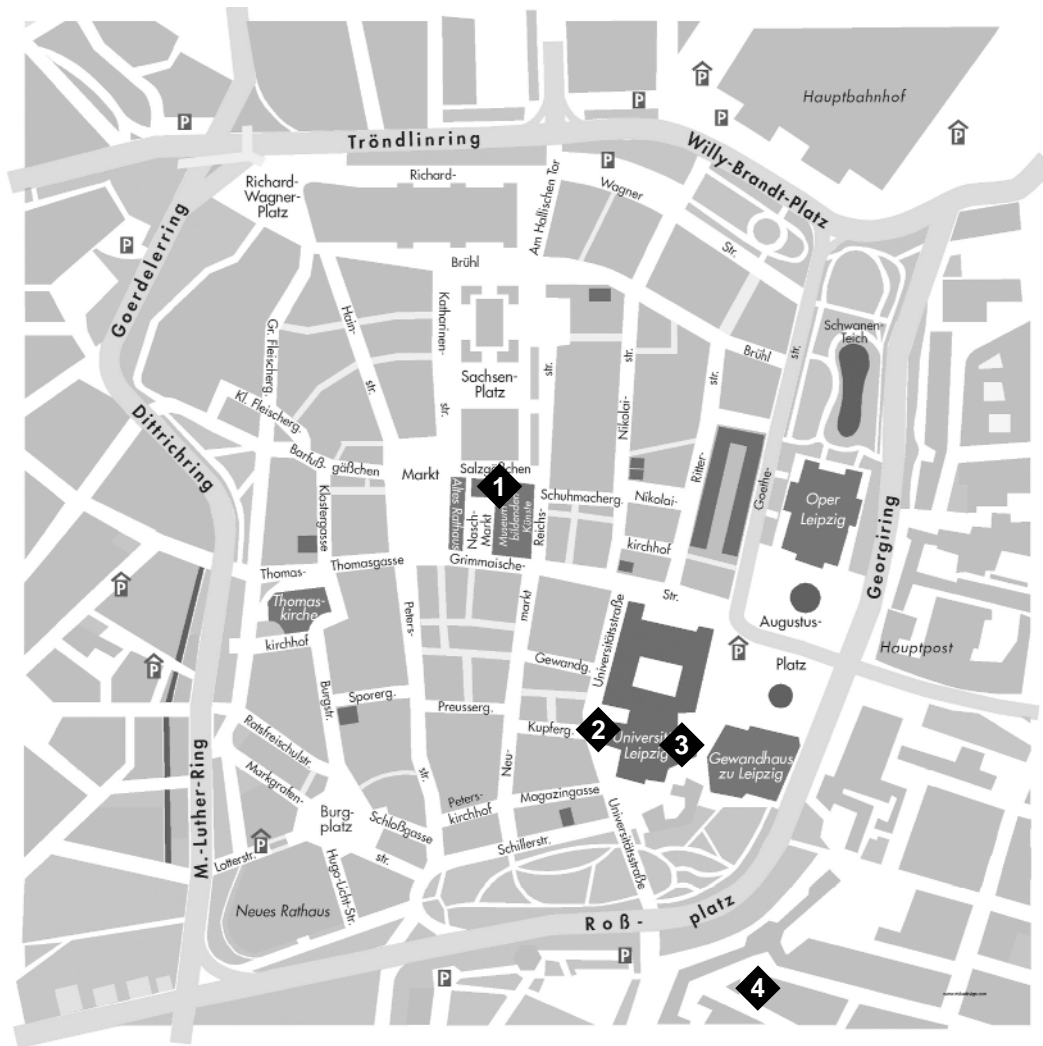 Hauptbahnhof
P
P
P
P
P
P
Tröndlinring
Willy-Brandt-Platz
Richard-
Wagner
Str.
Richard-
Wagner-
Platz
Am Hallischen Tor
Goerdelerring
P
Brühl
Brühl
Katharinen-
str.
Hain-
str.
Gr. Fleischerg.
Kl. Fleischerg.
Barfuß-
gäßchen
Dittrichring
Sachsen-
Platz
str.
Nikolai-
str.
Ritter-
str.
Goethe-
str.
Schwanen-
Teich
Georgiring
Markt
Salzgäßchen
1
Altes Rathaus
Nasch-
Markt
Museum
bildenden
Künste
Reichs-
Schuhmacherg.
Nikolai-
kirchhof
Oper
Leipzig
Klostergasse
Thomas-
kirchhof
Thomasgasse
Thomas-
kirche
Grimmaische-
Str.
P
P
Peters-
str.
Neu-
markt
Universitätsstraße
Augustus-
Platz
P
Hauptpost
Gewandg.
Burgstr.
Sporerg.
Preusserg.
Kupferg.
2
Universität
Leipzig
3
Gewandhaus
zu Leipzig
Ratsfreischulstr.
Markgrafen-
str.
M.-Luther-Ring
Burg-
platz
Schloßgasse
Peters-
kirchhof
Magazingasse
Schillerstr.
Universitätsstraße
P
Lotterstr.
Hugo-Licht-Str.
Neues Rathaus
Roß-
platz
P
P
4